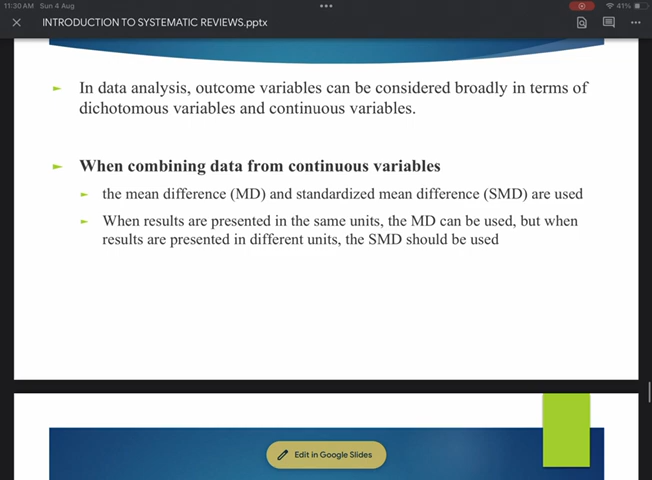 11:30 AM Sun 4 Aug
41%
INTRODUCTION TO SYSTEMATIC REVIEWS.pptx
In data analysis, outcome variables can be considered broadly in terms of
dichotomous variables and continuous variables.
When combining data from continuous variables
the mean difference (MD) and standardized mean difference (SMD) are used
When results are presented in the same units, the MD can be used, but when
results are presented in different units, the SMD should be used
Edit in Google Slides